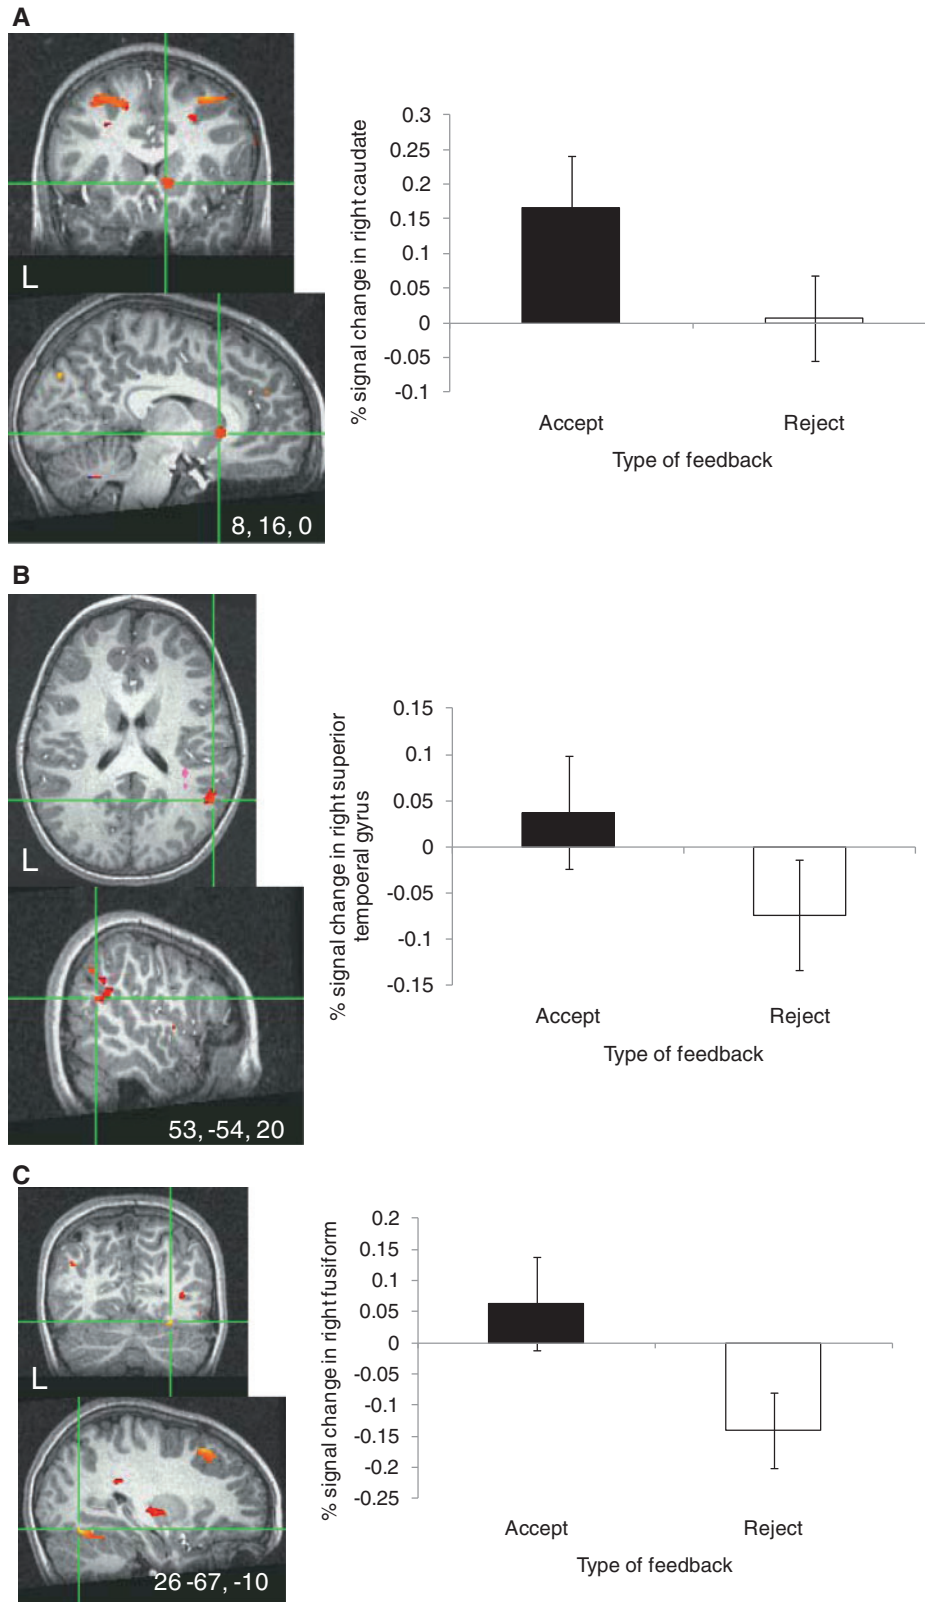 A
L
8, 16, 0
% signal change in right caudate
0.3
0.25
0.2
0.15
0.1
0.05
0
-0.05
-0.1
Accept
Reject
Type of feedback
B
L
53, -54, 20
% signal change in right superior
tempoeral gyrus
0.15
0.1
0.05
0
-0.05
-0.1
-0.15
Accept
Reject
Type of feedback
C
L
26 -67, -10
% signal change in right fusiform
0.2
0.15
0.1
0.05
0
-0.05
-0.1
-0.15
-0.2
-0.25
Accept
Reject
Type of feedback